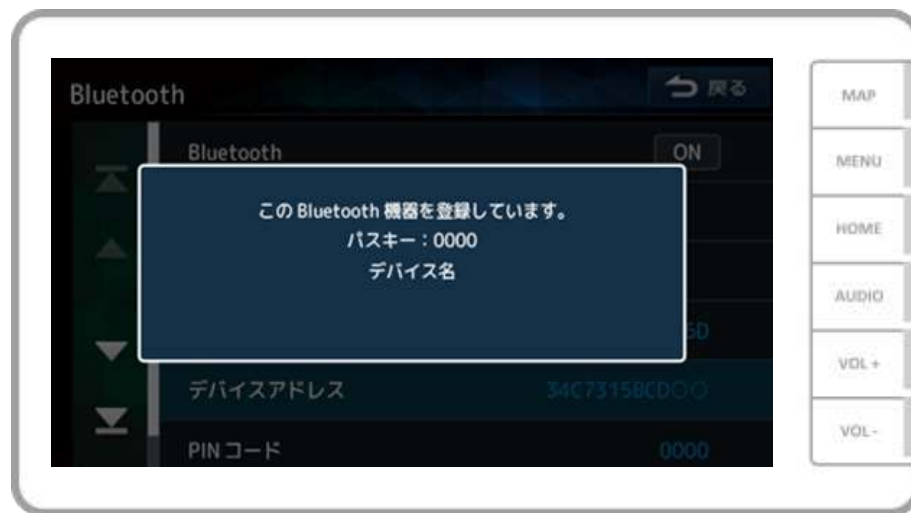 Bluetooth
戻る
Bluetooth ON
この Bluetooth 機器を登録しています。
パスキー：0000
デバイス名
5D
デバイスアドレス 34C7315BCD○○
PIN コード 0000
MAP
MENU
HOME
AUDIO
VOL +
VOL -